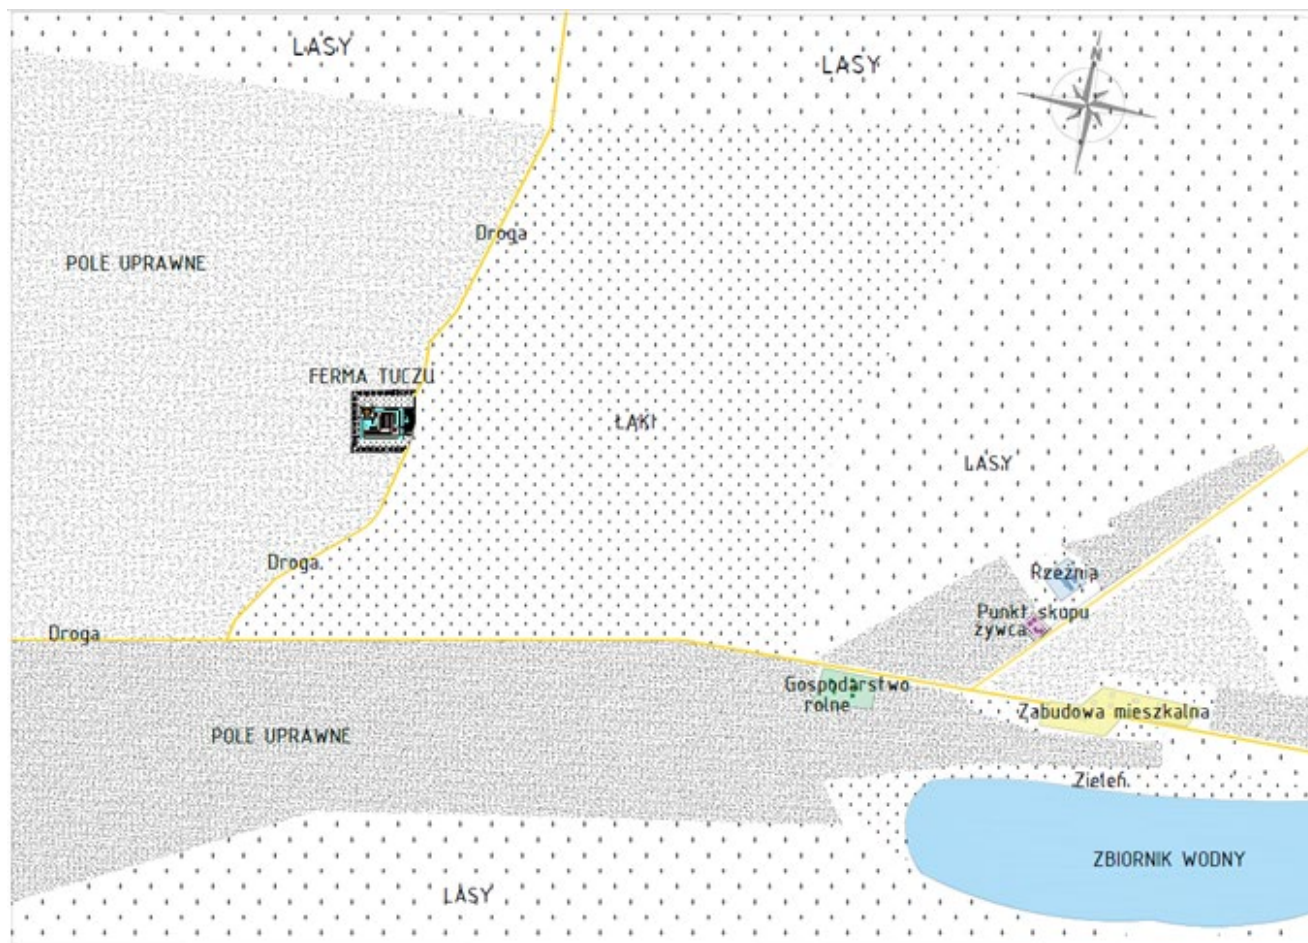 LASY
LASY
N
Droga
POLE UPRAWNE
FERMA TUCZU
ŁĄKI
LASY
Droga.
Rzeźnia
Punkt skupu
żywca
Droga
Gospodarstwo
rolne
Zabudowa mieszkalna
POLE UPRAWNE
Zieleń.
ZBIORNIK WODNY
LASY